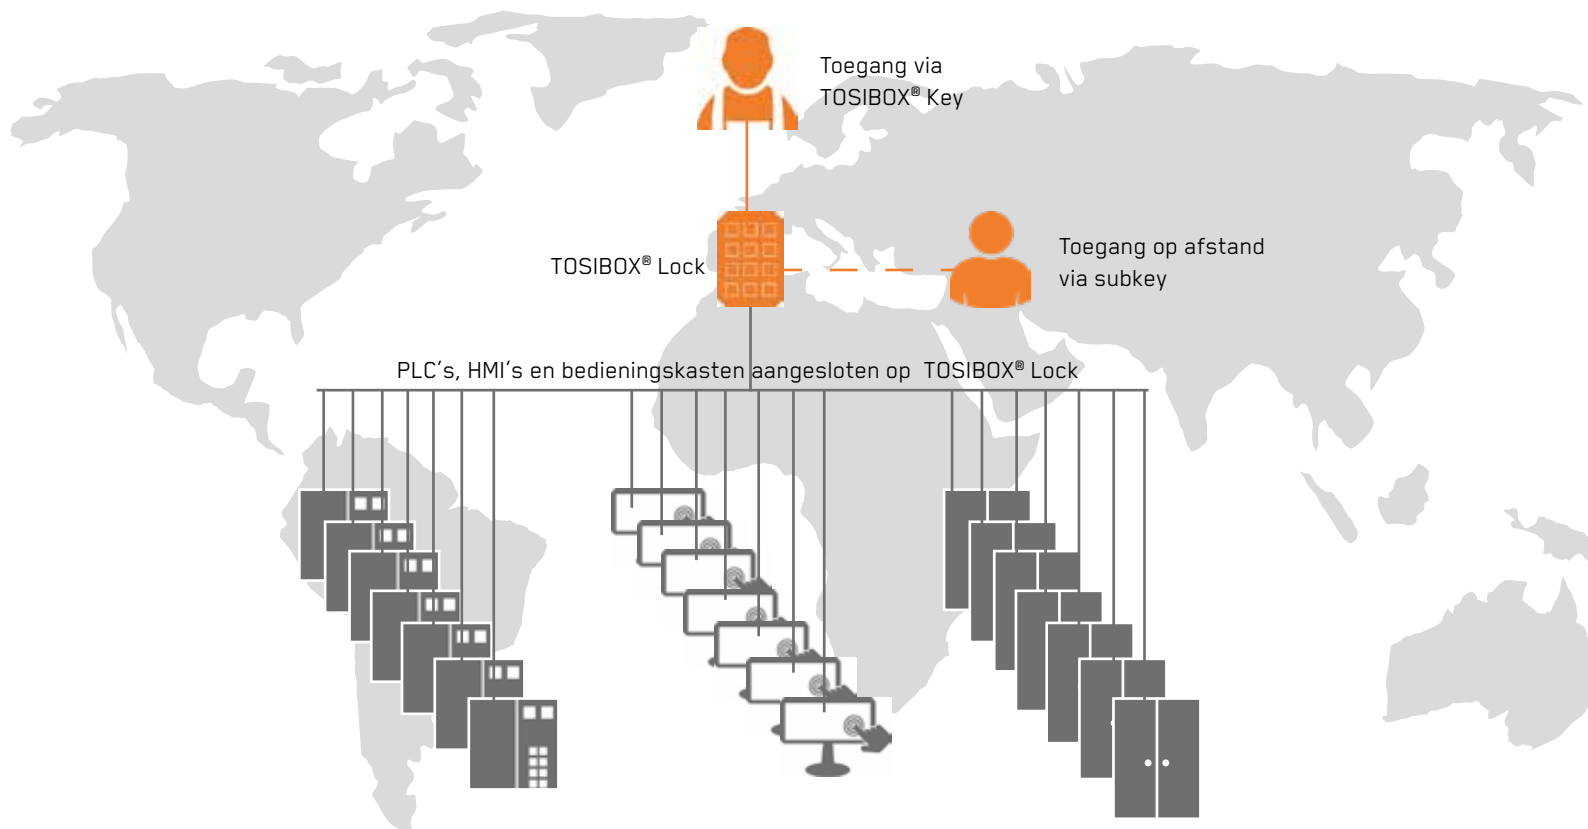 Toegang via
TOSIBOX® Key
TOSIBOX® Lock
Toegang op afstand
via subkey
PLC's, HMI's en bedieningskasten aangesloten op TOSIBOX® Lock